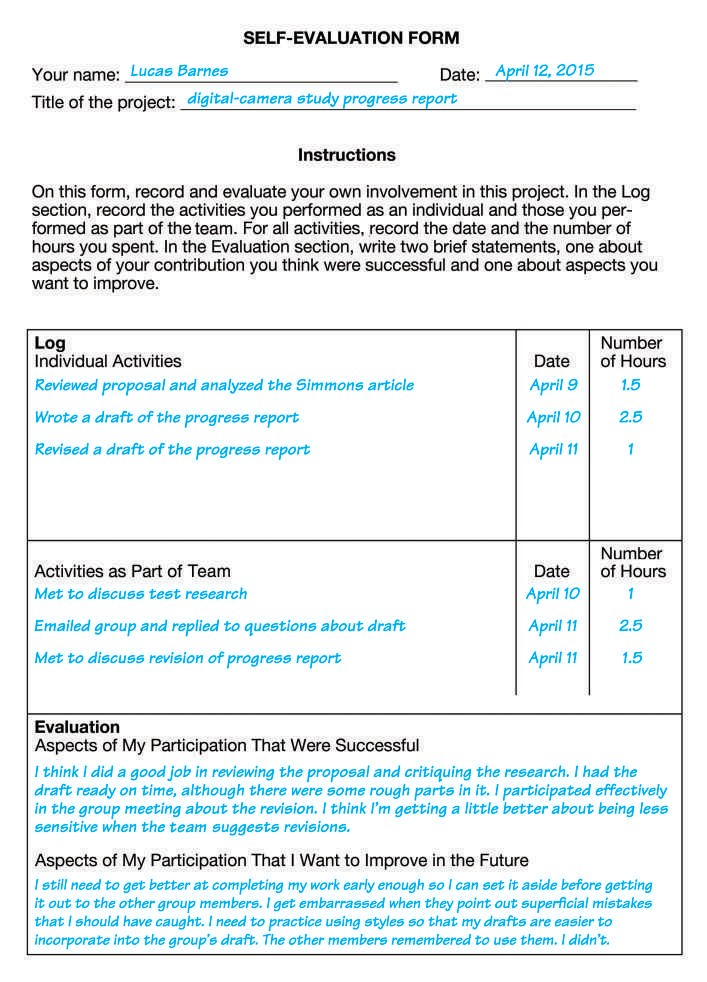 SELF-EVALUATION FORM
Your name: Lucas Barnes Date: April 12, 2015
Title of the project: digital-camera study progress report
Instructions
On this form, record and evaluate your own involvement in this project. In the Log
section, record the activities you performed as an individual and those you per-
formed as part of the team. For all activities, record the date and the number of
hours you spent. In the Evaluation section, write two brief statements, one about
aspects of your contribution you think were successful and one about aspects you
want to improve.
Log Number
Individual Activities Date of Hours
Reviewed proposal and analyzed the Simmons article April 9 1.5
Wrote a draft of the progress report April 10 2.5
Revised a draft of the progress report April 11 1
Number
Activities as Part of Team Date of Hours
Met to discuss test research April 10 1
Emailed group and replied to questions about draft April 11 2.5
Met to discuss revision of progress report April 11 1.5
Evaluation
Aspects of My Participation That Were Successful
I think I did a good job in reviewing the proposal and critiquing the research. I had the
draft ready on time, although there were some rough parts in it. I participated effectively
in the group meeting about the revision. I think I'm getting a little better about being less
sensitive when the team suggests revisions.
Aspects of My Participation That I Want to Improve in the Future
I still need to get better at completing my work early enough so I can set it aside before getting
it out to the other group members. I get embarrassed when they point out superficial mistakes
that I should have caught. I need to practice using styles so that my drafts are easier to
incorporate into the group's draft. The other members remembered to use them. I didn't.